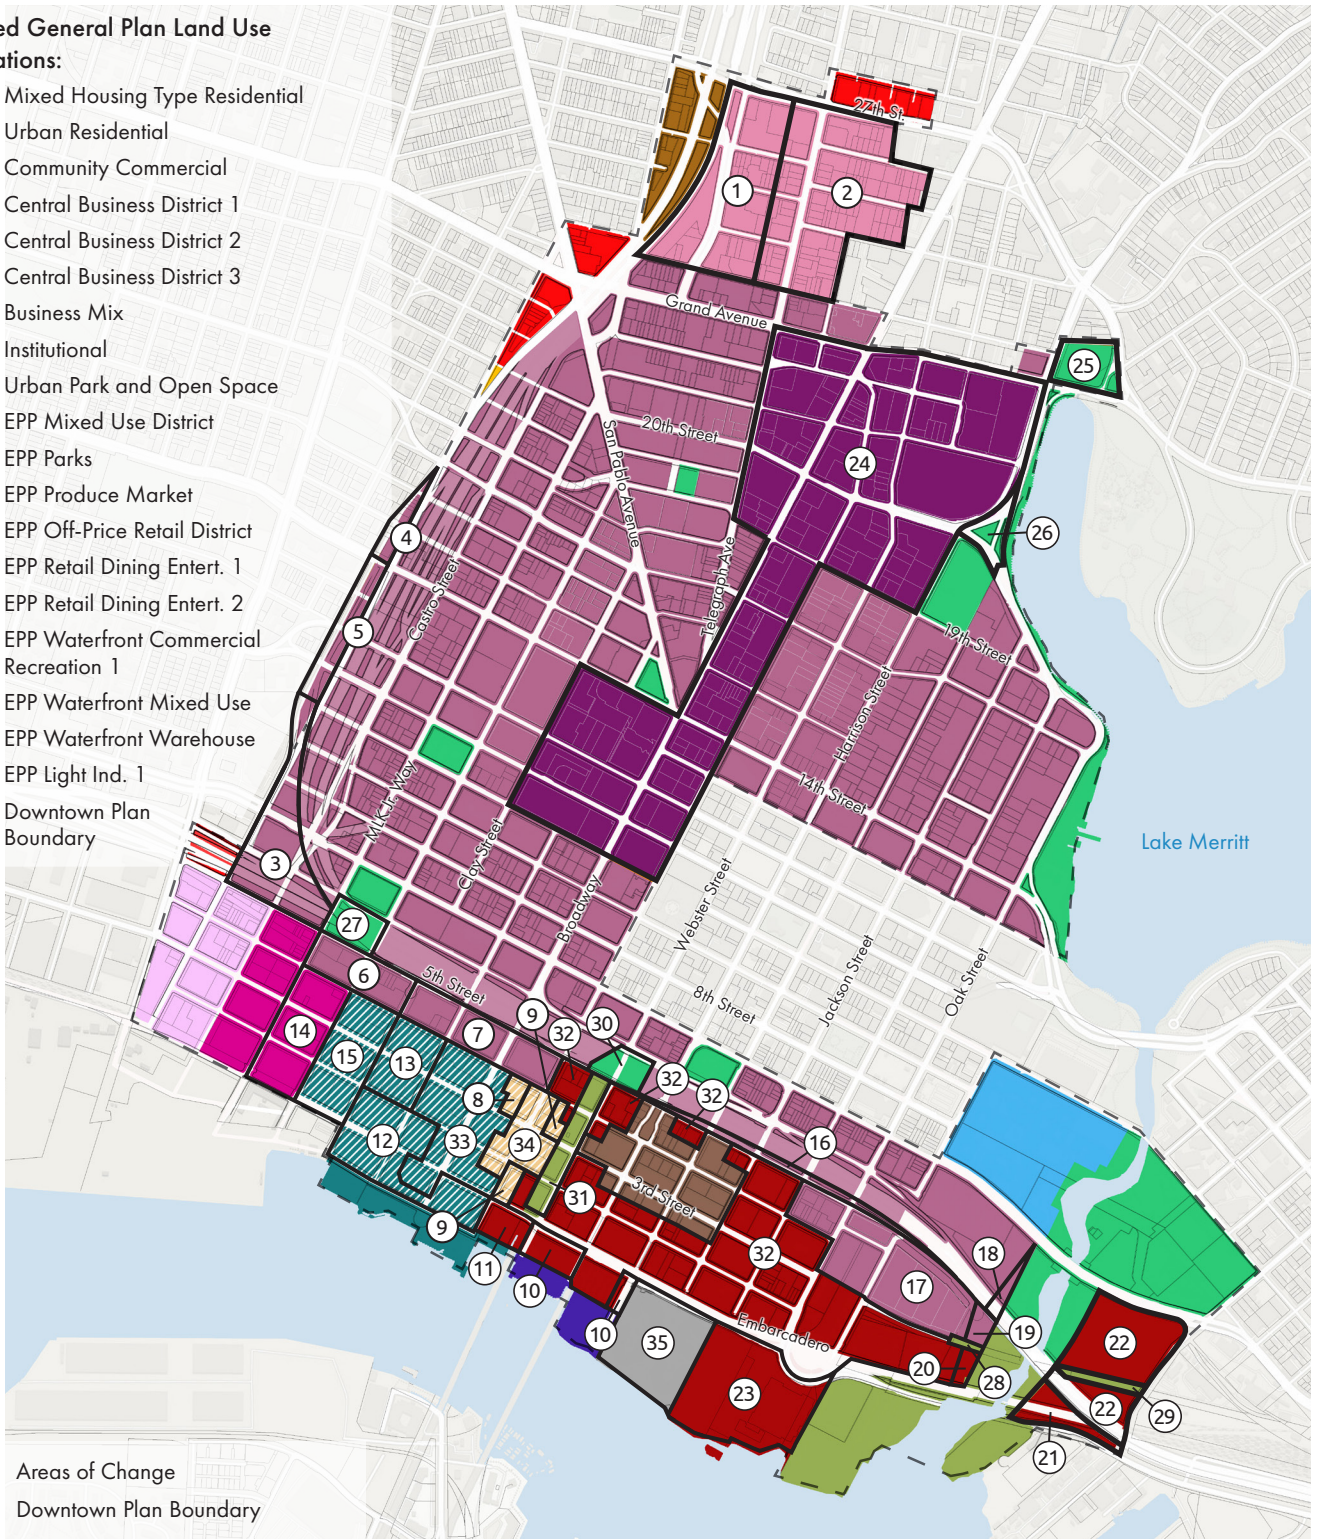 ed General Plan Land Use
ations:
Mixed Housing Type Residential
Urban Residential
Community Commercial
Central Business District 1
Central Business District 2
Central Business District 3
Business Mix
Institutional
Urban Park and Open Space
EPP Mixed Use District
EPP Parks
EPP Produce Market
EPP Off-Price Retail District
EPP Retail Dining Entert. 1
EPP Retail Dining Entert. 2
EPP Waterfront Commercial
Recreation 1
EPP Waterfront Mixed Use
EPP Waterfront Warehouse
EPP Light Ind. 1
Downtown Plan
Boundary
27th St.
1
2
Grand Avenue
25
20th Street
San Pablo Avenue
24
26
4
Telegraph Ave
Castro Street
5
19th Street
Harrison Street
14th Street
MLK Jr. Way
Clay Street
Lake Merritt
3
Broadway
Webster Street
27
6
5th Street
8th Street
Jackson Street
Oak Street
9
32
30
7
14
15
13
32
32
8
12
33
34
16
31
3rd Street
9
32
11
10
18
17
10
35
Embarcadero
19
22
20
28
23
22
29
21
Areas of Change
Downtown Plan Boundary